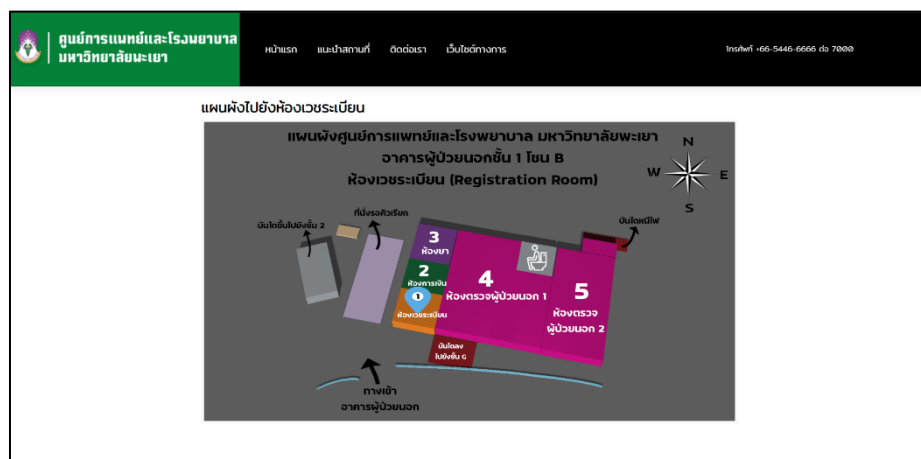 ศูนย์การแพทย์และโรงพยาบาล
มหาวิทยาลัยพะเยา
หน้าแรก แนะนำสถานที่ ติดต่อเรา เว็บไซต์ทางการ
โทรศัพท์ +66-5446-6666 ต่อ 7000
แผนผังไปยังห้องเวชระเบียน
แผนผังศูนย์การแพทย์และโรงพยาบาล มหาวิทยาลัยพะเยา
อาคารผู้ป่วยนอกชั้น 1 โซน B
ห้องเวชระเบียน (Registration Room)
N
W E
S
บันไดขึ้นไปยังชั้น 2
ที่นั่งรอคิวเรียก
บันไดหนีไฟ
3
ห้องยา
2
ห้องการเงิน
1
ห้องเวชระเบียน
4
ห้องตรวจผู้ป่วยนอก 1
5
ห้องตรวจ
ผู้ป่วยนอก 2
บันไดลง
ไปยังชั้น G
ทางเข้า
อาคารผู้ป่วยนอก